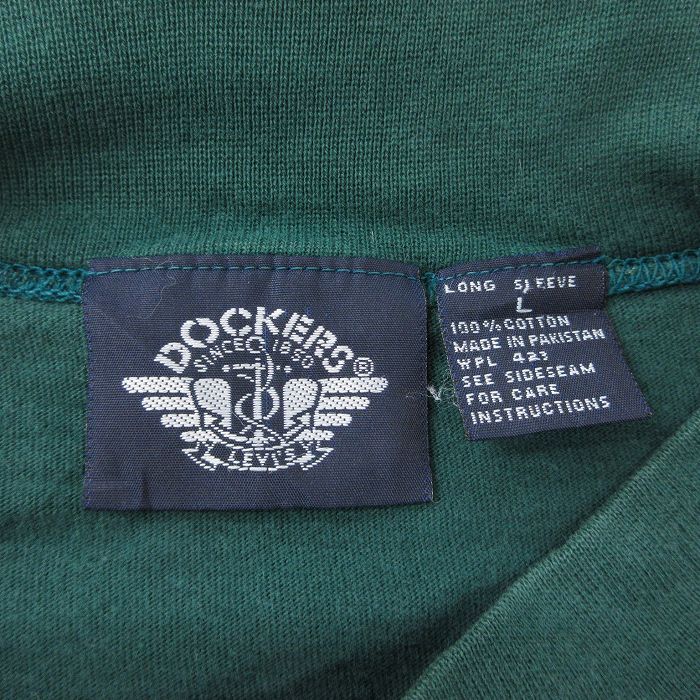 DOCKERS®
SINCE 1850
LEVI'S
LONG SLEEVE
L
100% COTTON
MADE IN PAKISTAN
WPL 423
SEE SIDESEAM
FOR CARE
INSTRUCTIONS